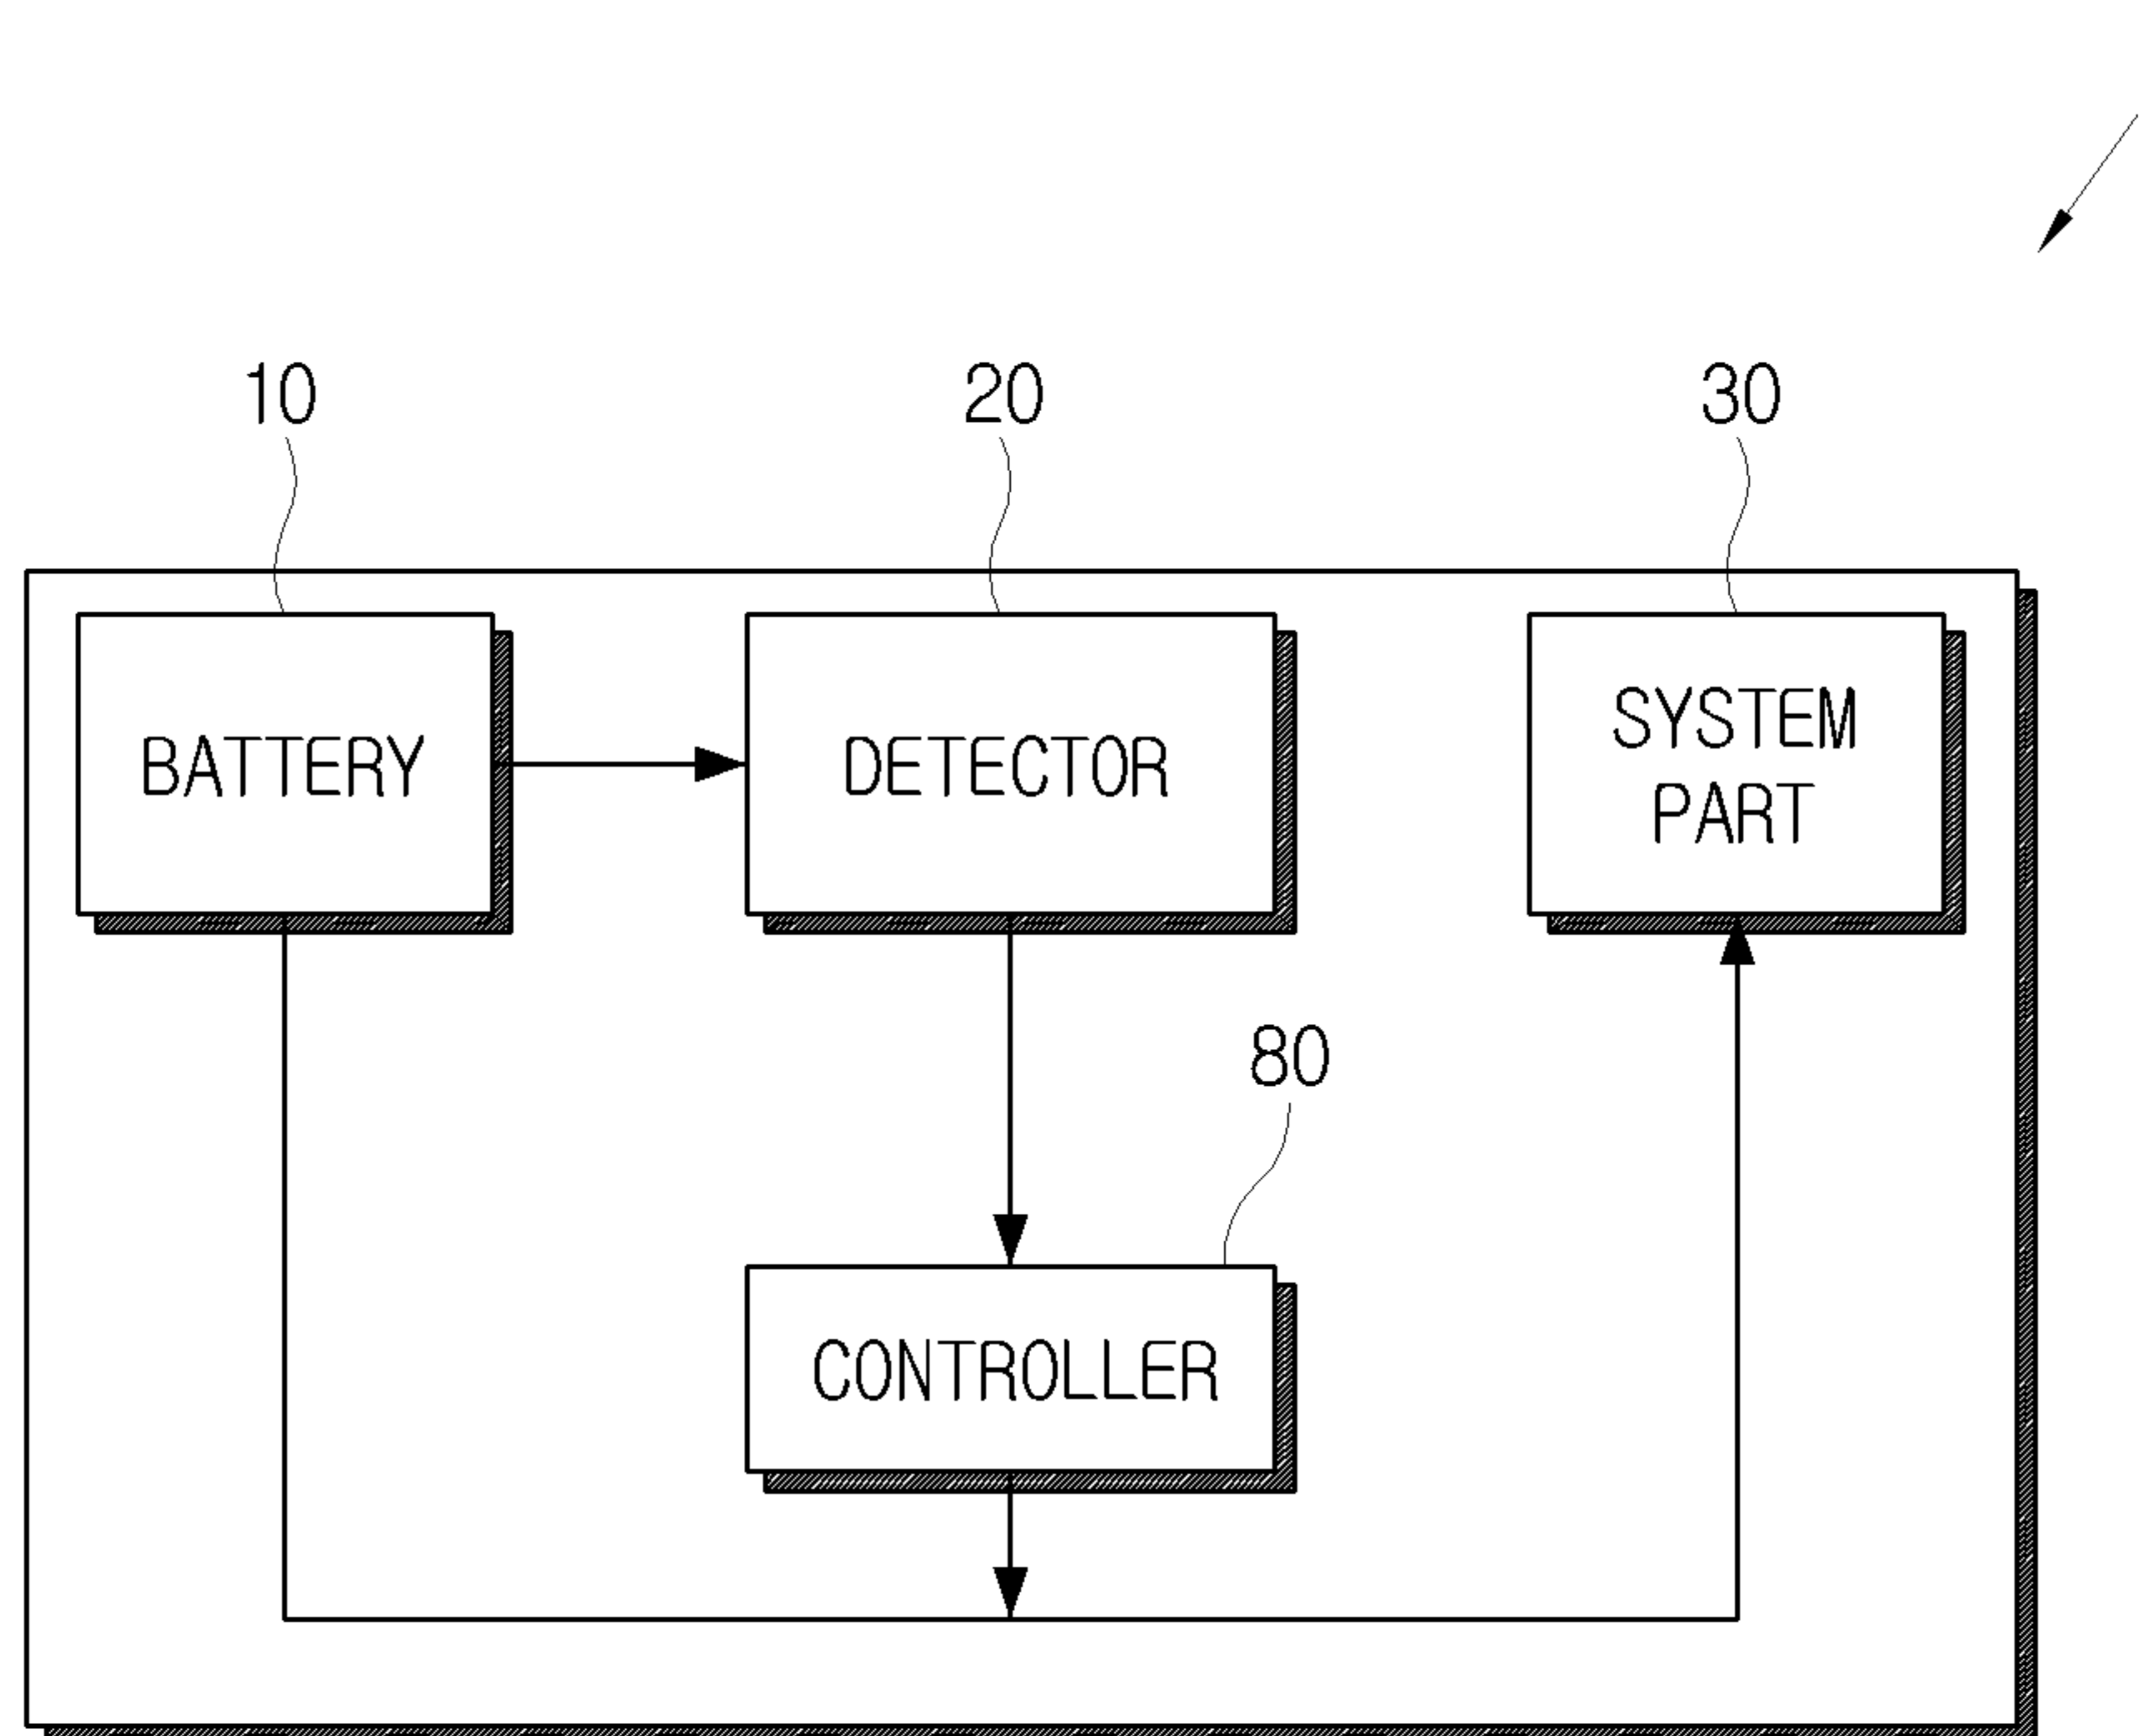 10
20
30
BATTERY
DETECTOR
SYSTEM
PART
80
CONTROLLER